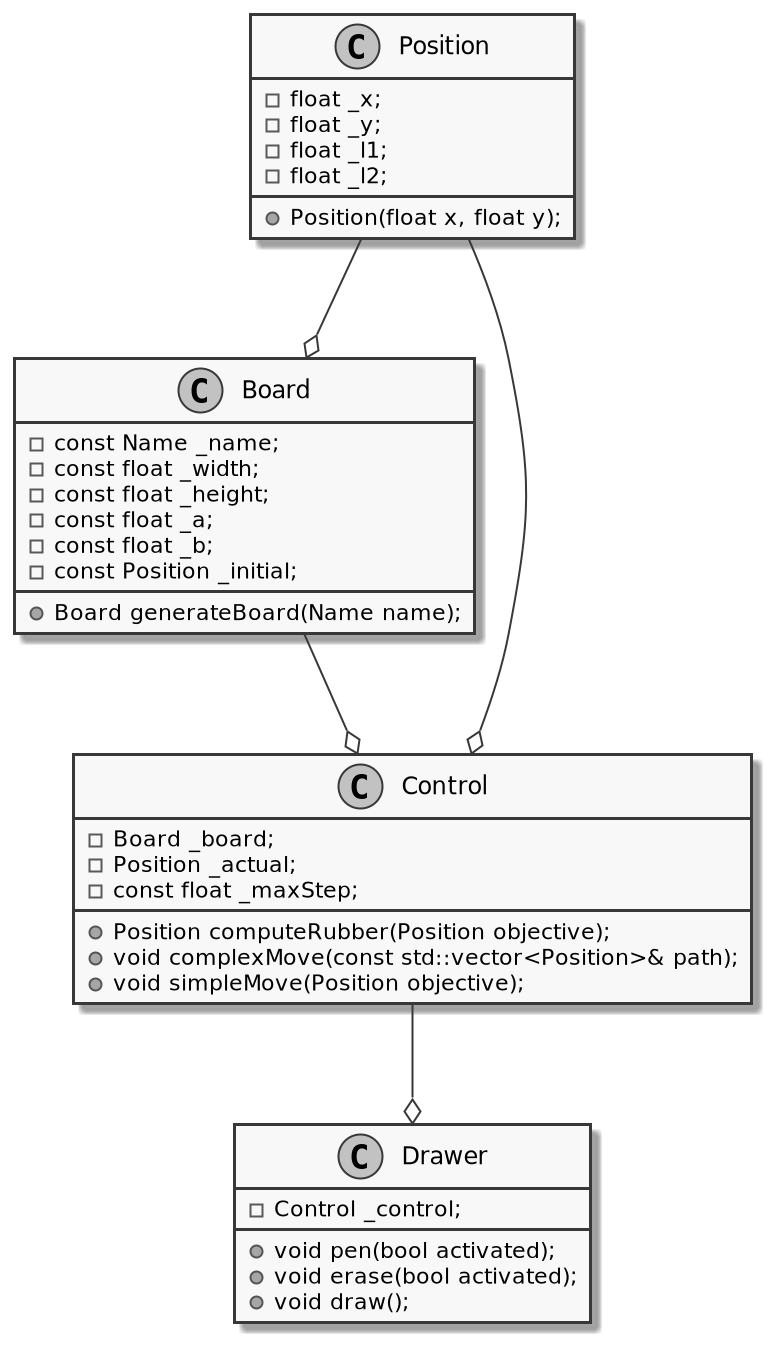 C Position
float _x;
float _y;
float _l1;
float _l2;
Position(float x, float y);
C Board
const Name _name;
const float _width;
const float _height;
const float _a;
const float _b;
const Position _initial;
Board generateBoard(Name name);
C Control
Board _board;
Position _actual;
const float _maxStep;
Position computeRubber(Position objective);
void complexMove(const std::vector<Position>& path);
void simpleMove(Position objective);
C Drawer
Control _control;
void pen(bool activated);
void erase(bool activated);
void draw();